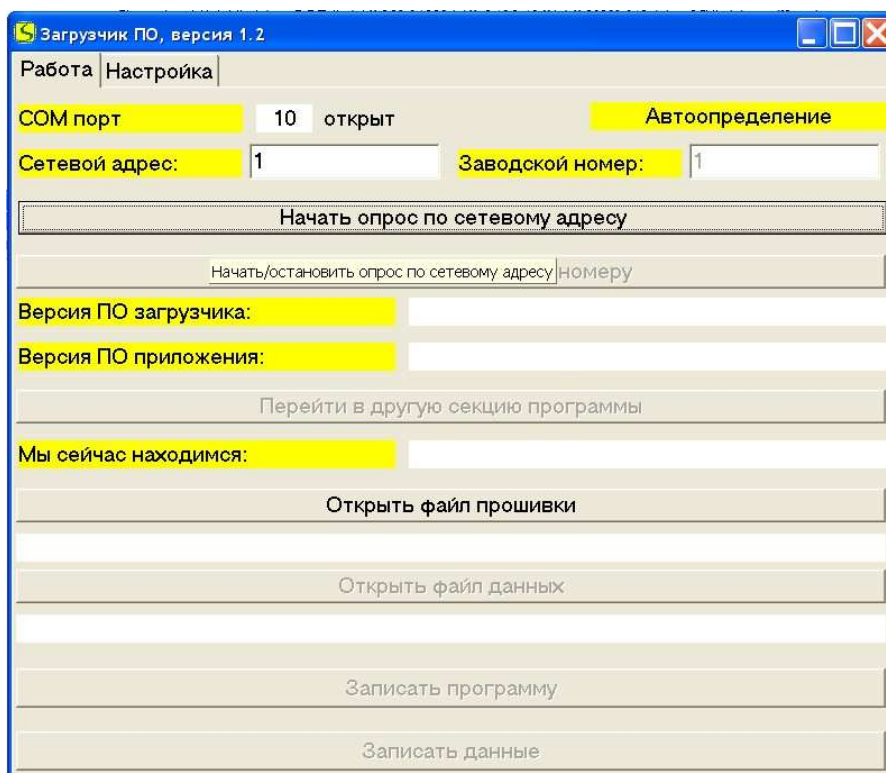 Загрузчик ПО, версия 1.2
Работа Настройка
COM порт 10 открыт Автоопределение
Сетевой адрес: 1 Заводской номер: 1
Начать опрос по сетевому адресу
Начать/остановить опрос по сетевому адресу номеру
Версия ПО загрузчика:
Версия ПО приложения:
Перейти в другую секцию программы
Мы сейчас находимся:
Открыть файл прошивки
Открыть файл данных
Записать программу
Записать данные